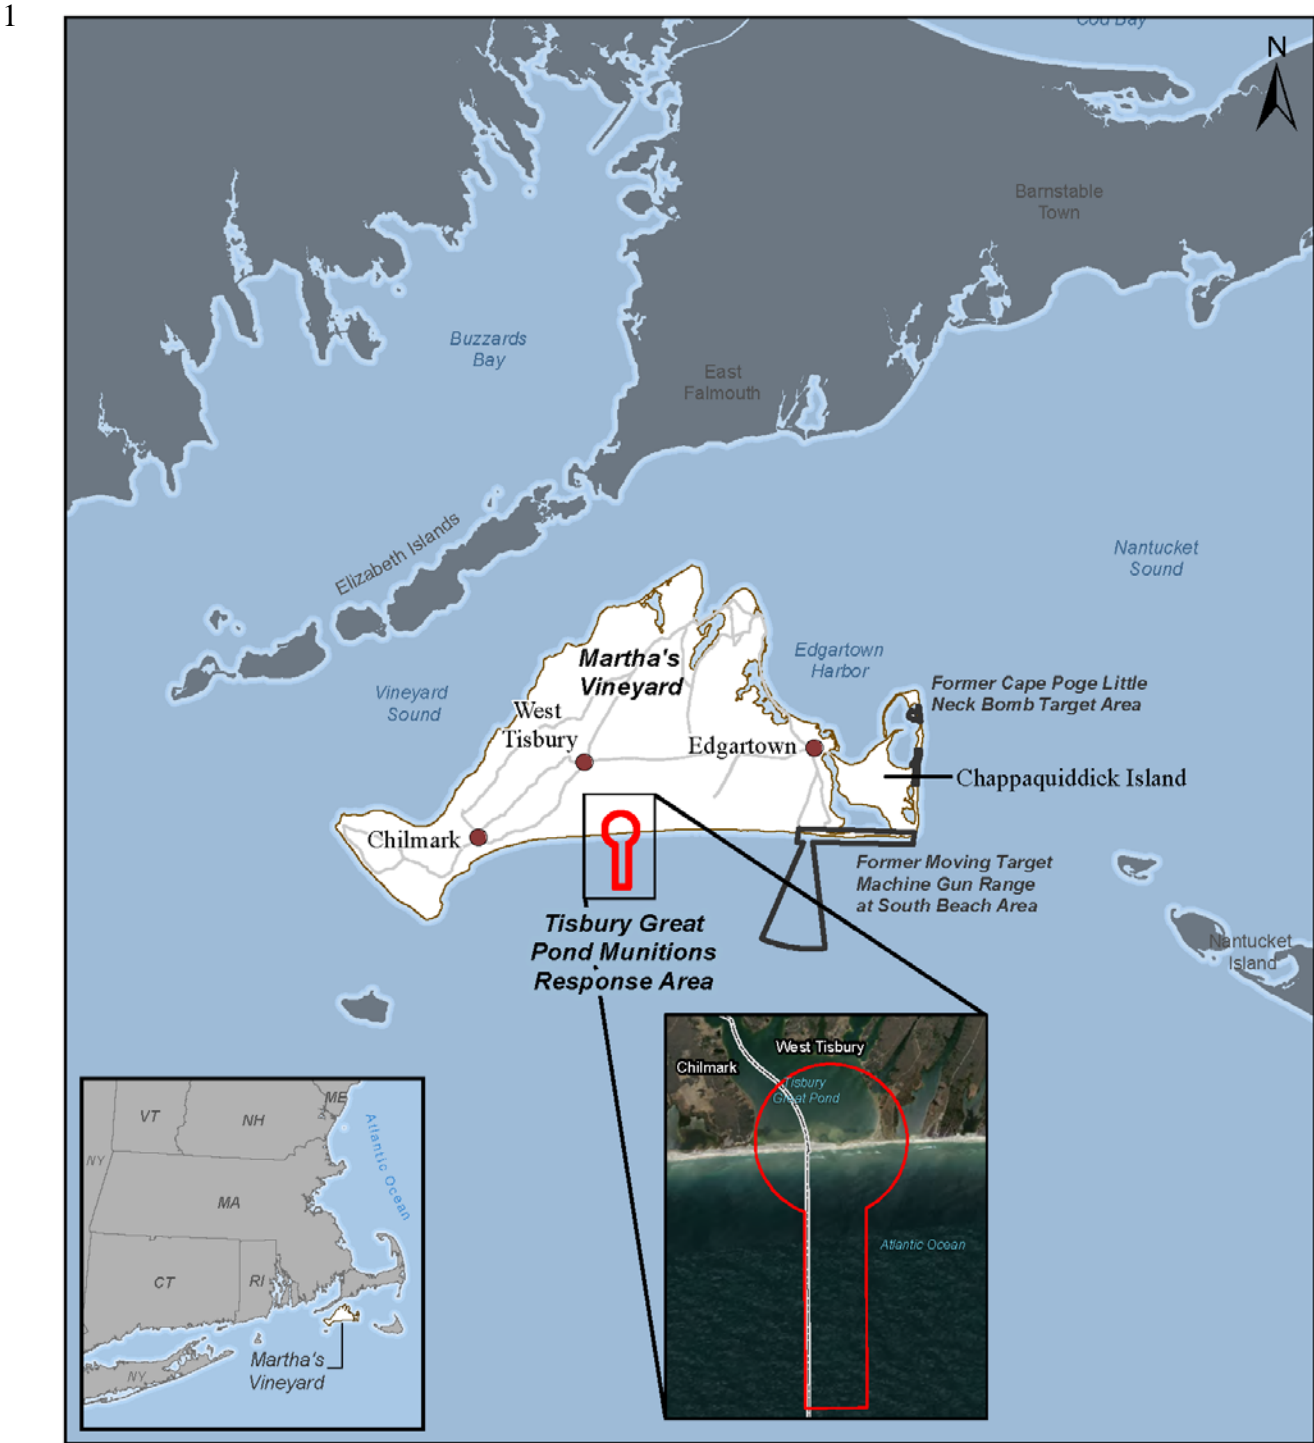 1
Cod Bay
N
Barnstable
Town
Buzzards
Bay
East
Falmouth
Elizabeth Islands
Nantucket
Sound
Martha's
Vineyard
Edgartown
Harbor
Vineyard
Sound
West
Tisbury
Former Cape Poge Little
Neck Bomb Target Area
Edgartown
Chappaquiddick Island
Chilmark
Former Moving Target
Machine Gun Range
at South Beach Area
Tisbury Great
Pond Munitions
Response Area
Nantucket
Island
West Tisbury
Chilmark
Tisbury
Great Pond
Atlantic Ocean
ME
VT
NH
Atlantic Ocean
NY
MA
CT
RI
Martha's
Vineyard
NY